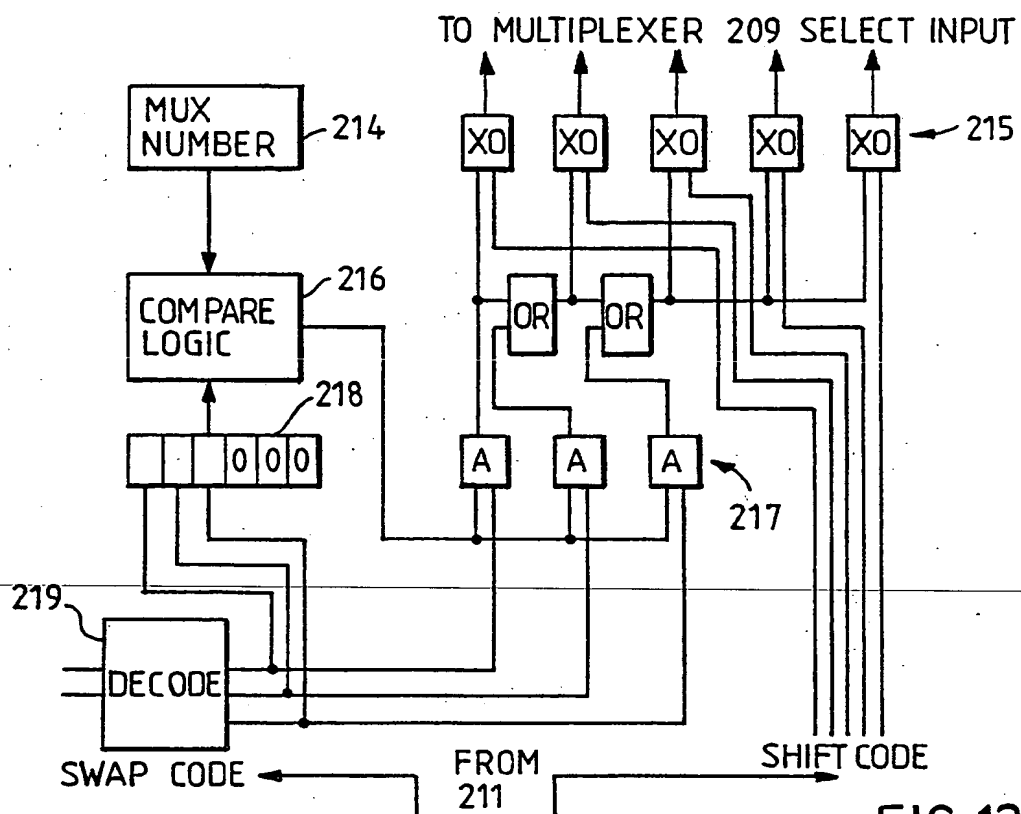 TO MULTIPLEXER 209 SELECT INPUT
MUX
NUMBER
214
XO XO XO XO XO
215
COMPARE
LOGIC
216
OR OR
218
0 0 0
A A A
217
219
DECODE
SWAP CODE
FROM
211
SHIFT CODE